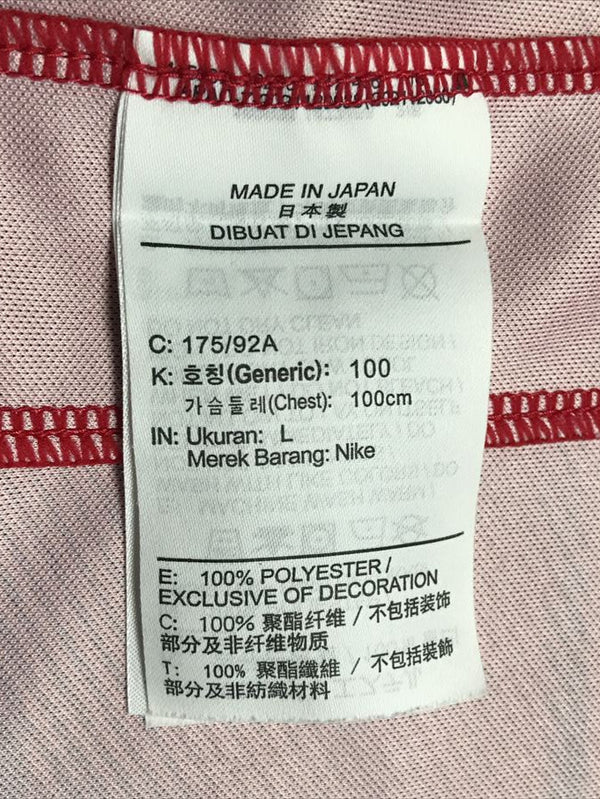 MADE IN JAPAN
日本製
DIBUAT DI JEPANG
C: 175/92A
K: 호칭(Generic): 100
가슴둘레(Chest): 100cm
IN: Ukuran: L
Merek Barang: Nike
E: 100% POLYESTER /
EXCLUSIVE OF DECORATION
C: 100% 聚酯纤维 / 不包括装饰
部分及非纤维物质
T: 100% 聚酯纖維 / 不包括裝飾
部分及非紡織材料